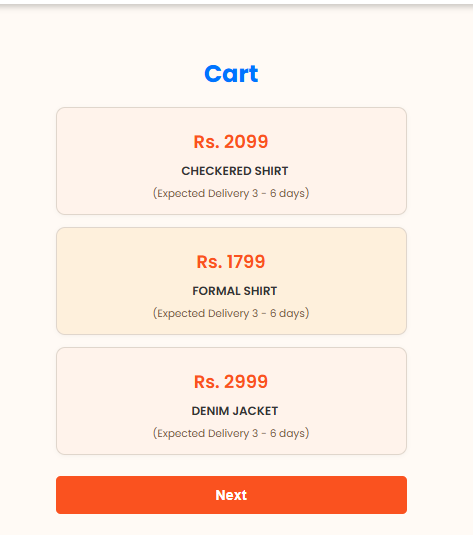 Cart
Rs. 2099
CHECKERED SHIRT
(Expected Delivery 3 - 6 days)
Rs. 1799
FORMAL SHIRT
(Expected Delivery 3 - 6 days)
Rs. 2999
DENIM JACKET
(Expected Delivery 3 - 6 days)
Next